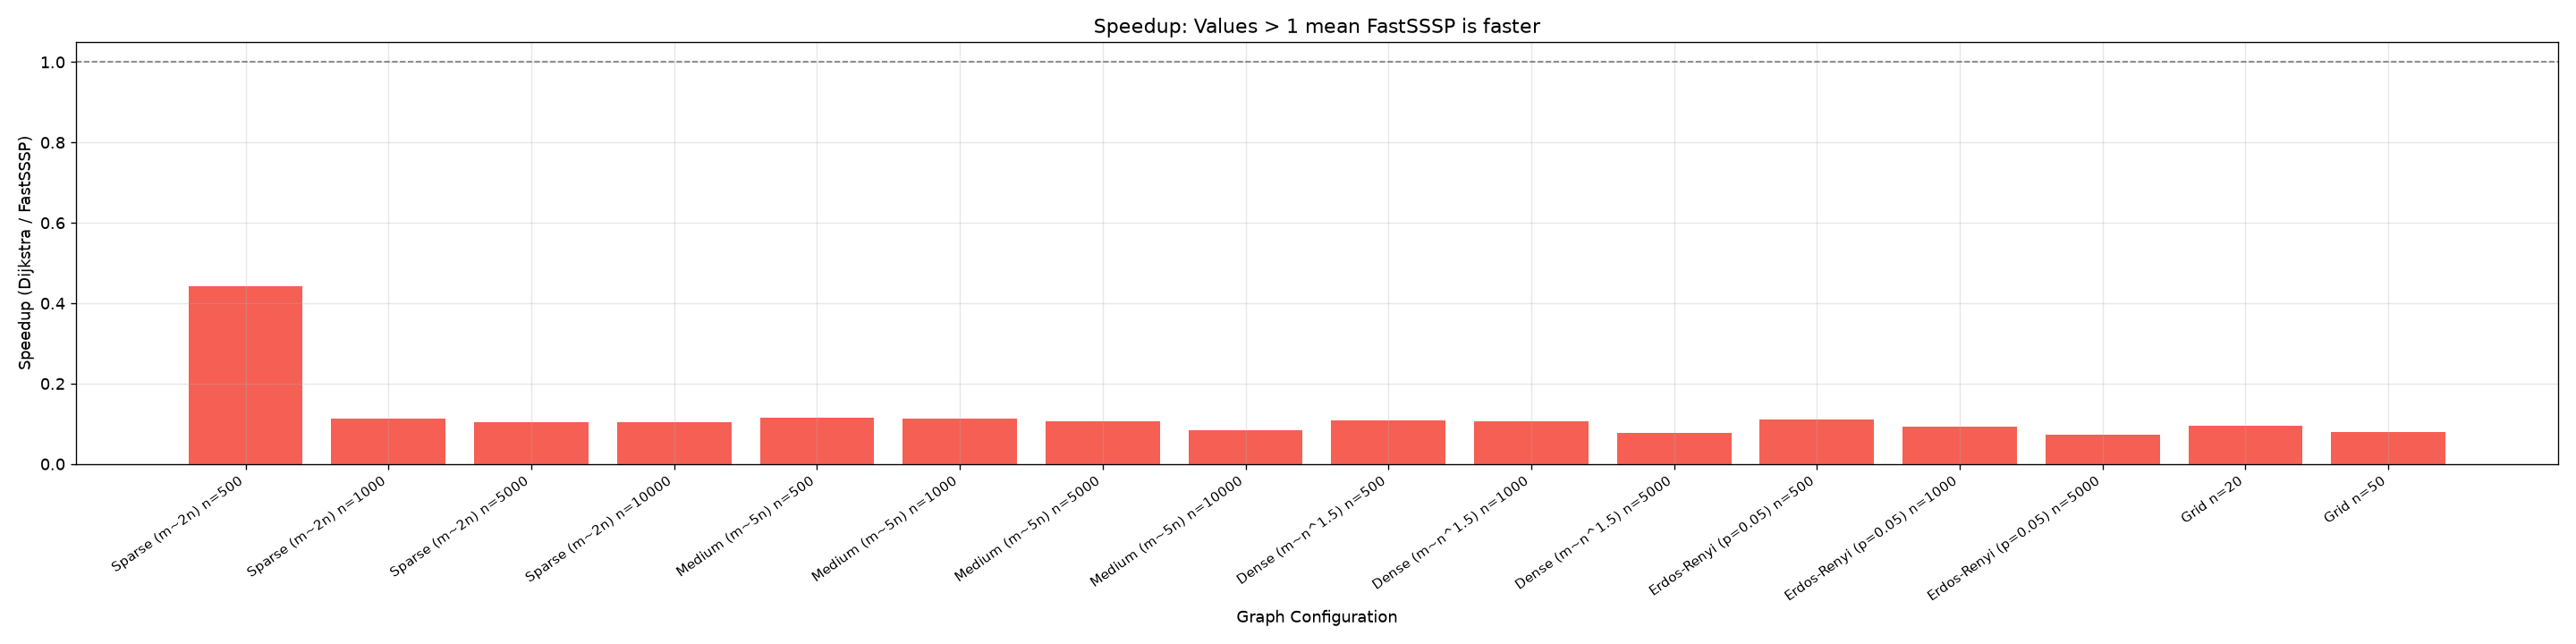 Speedup: Values > 1 mean FastSSSP is faster
Speedup (Dijkstra / FastSSSP)
1.0
0.8
0.6
0.4
0.2
0.0
Sparse (m~2n) n=500
Sparse (m~2n) n=1000
Sparse (m~2n) n=5000
Sparse (m~2n) n=10000
Medium (m~5n) n=500
Medium (m~5n) n=1000
Medium (m~5n) n=5000
Medium (m~5n) n=10000
Dense (m~n^1.5) n=500
Dense (m~n^1.5) n=1000
Dense (m~n^1.5) n=5000
Erdos-Renyi (p=0.05) n=500
Erdos-Renyi (p=0.05) n=1000
Erdos-Renyi (p=0.05) n=5000
Grid n=20
Grid n=50
Graph Configuration